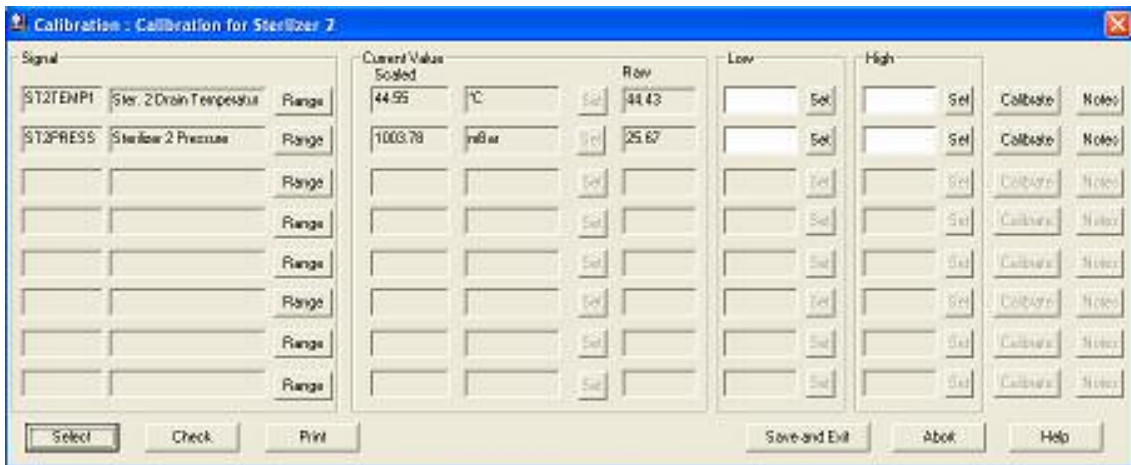 Calibration : Calibration for Sterilizer 2
Signal Current Value Low High
Scaled Raw
ST2TEMP1 Ster. 2 Drain Temperatur Range 44.55 °C Set 44.43 Set Set Calibrate Notes
ST2PRESS Sterilizer 2 Pressure Range 1003.78 mBar Set 25.67 Set Set Calibrate Notes
Range Set Set Set Calibrate Notes
Range Set Set Set Calibrate Notes
Range Set Set Set Calibrate Notes
Range Set Set Set Calibrate Notes
Range Set Set Set Calibrate Notes
Range Set Set Set Calibrate Notes
Select Check Print Save and Exit Abort Help